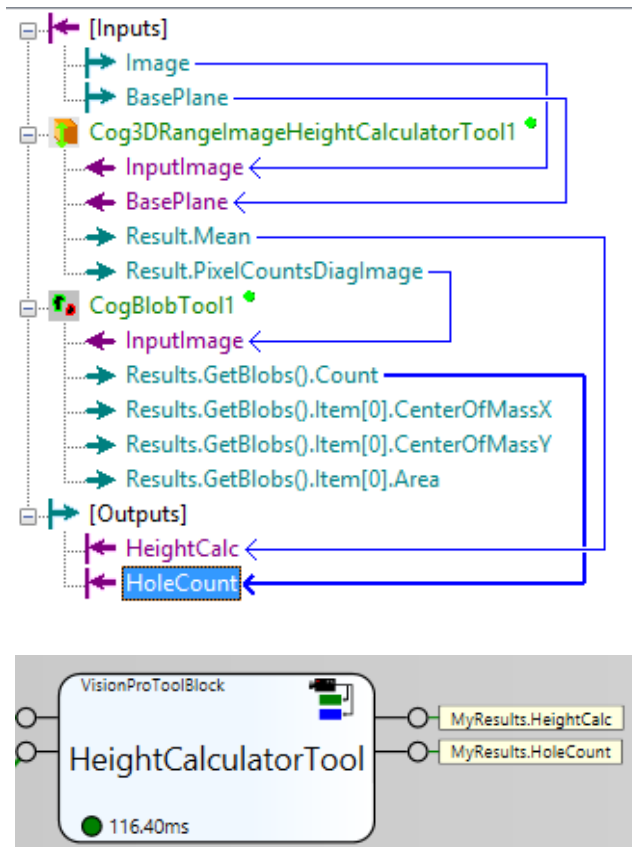 [Inputs]
Image
BasePlane
Cog3DRangeImageHeightCalculatorTool1
InputImage
BasePlane
Result.Mean
Result.PixelCountsDiagImage
CogBlobTool1
InputImage
Results.GetBlobs().Count
Results.GetBlobs().Item[0].CenterOfMassX
Results.GetBlobs().Item[0].CenterOfMassY
Results.GetBlobs().Item[0].Area
[Outputs]
HeightCalc
HoleCount
VisionProToolBlock
MyResults.HeightCalc
HeightCalculatorTool
MyResults.HoleCount
116.40ms